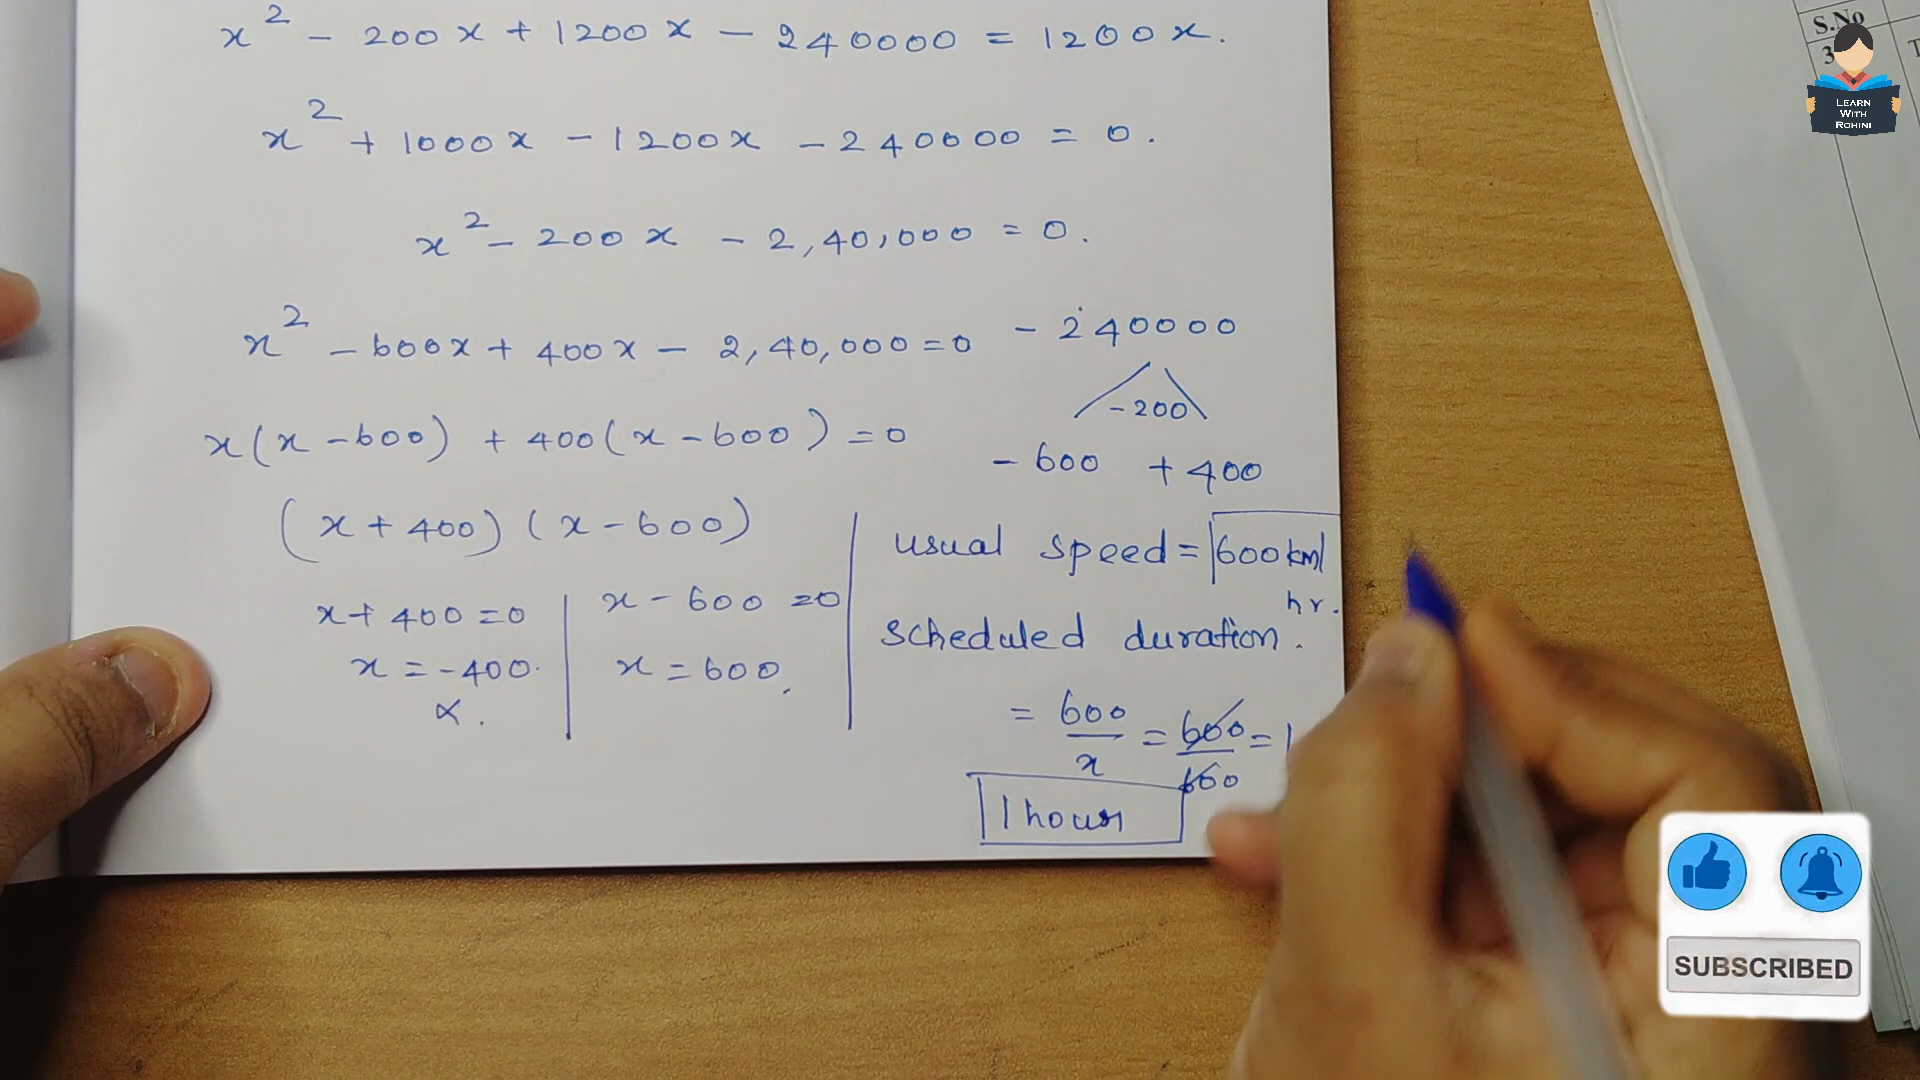 x² - 200x + 1200x - 240000 = 1200x.
x² + 1000x - 1200x - 240000 = 0.
x² - 200x - 2,40,000 = 0.
x² - 600x + 400x - 2,40,000 = 0
- 240000
- 200
- 600 + 400
x(x - 600) + 400(x - 600) = 0
(x + 400) (x - 600)
x + 400 = 0
x = -400.
x - 600 = 0
x = 600.
usual speed = 600 km/
hr.
scheduled duration.
= 600/x = 600/600 = 1
1 hour
S.No
3
LEARN
WITH
ROHINI
SUBSCRIBED